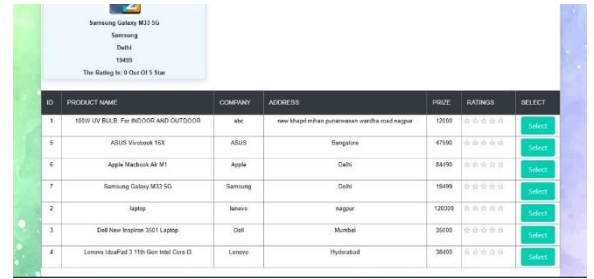 Samsung Galaxy M33 5G
Samsung
Delhi
19499
The Rating Is: 0 Out Of 5 Star
ID PRODUCT NAME COMPANY ADDRESS PRIZE RATINGS SELECT
1 100W UV BULB, For INDOOR AND OUTDOOR abc new khapri mihan punarwasan wardha road nagpur 12000 Select
5 ASUS Vivobook 16X ASUS Bangalore 47990 Select
6 Apple Macbook Air M1 Apple Delhi 84490 Select
7 Samsung Galaxy M33 5G Samsung Delhi 19499 Select
2 laptop lenavo nagpur 120000 Select
3 Dell New Inspiron 3501 Laptop Dell Mumbai 35000 Select
4 Lenovo IdeaPad 3 11th Gen Intel Core i3 Lenovo Hyderabad 38400 Select